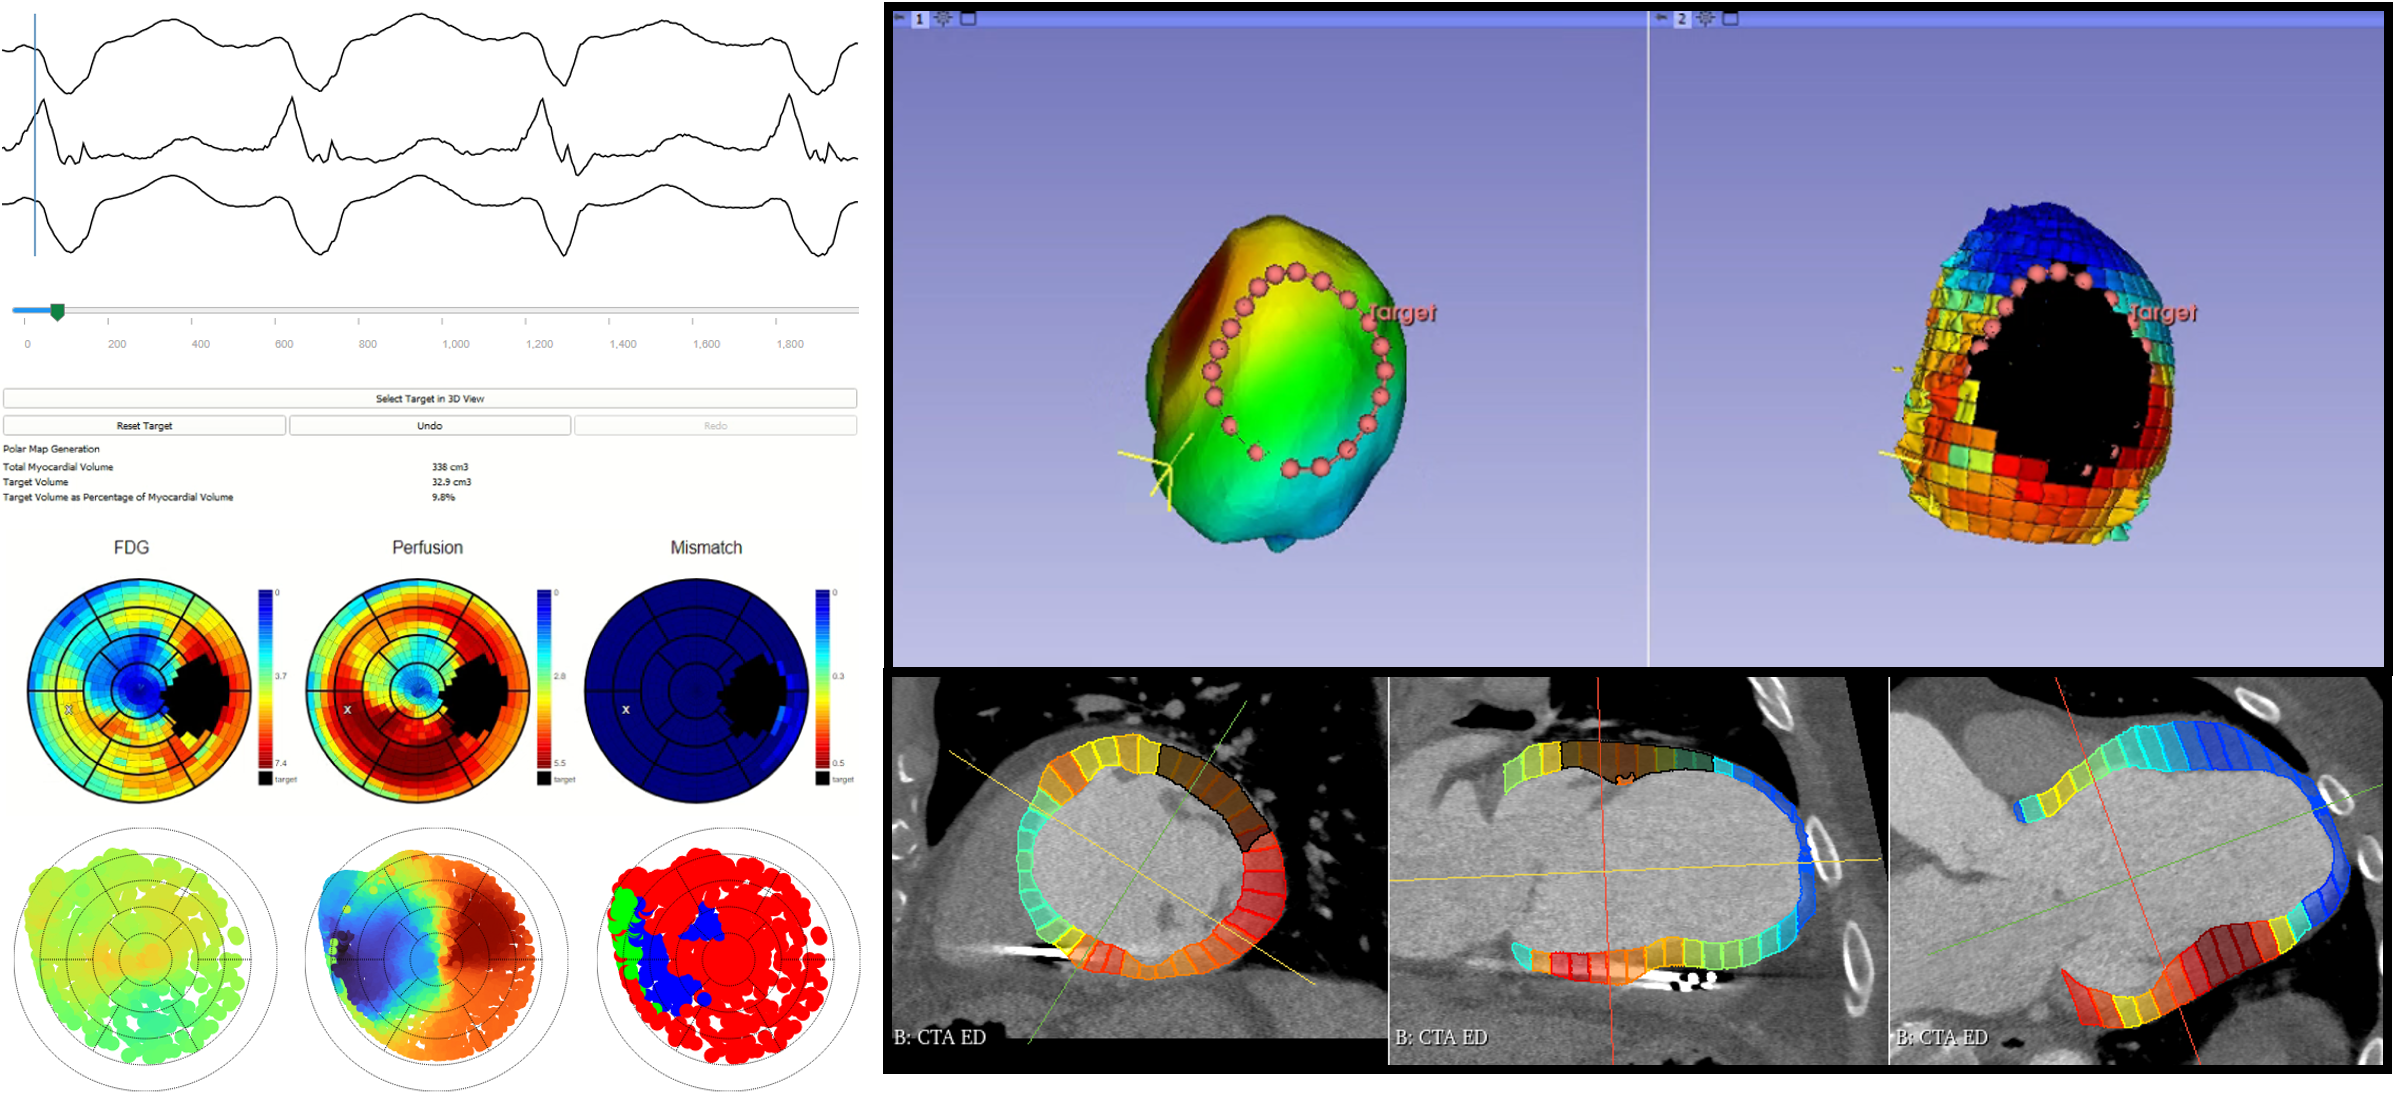 0 200 400 600 800 1,000 1,200 1,400 1,600 1,800
Select Target in 3D View
Reset Target Undo Redo
Polar Map Generation
Total Myocardial Volume 338 cm3
Target Volume 32.9 cm3
Target Volume as Percentage of Myocardial Volume 9.8%
FDG Perfusion Mismatch
0 0 0
3.7 2.8 0.3
X X X
7.4 5.5 0.5
target target target
1 2
Target Target
B: CTA ED B: CTA ED B: CTA ED